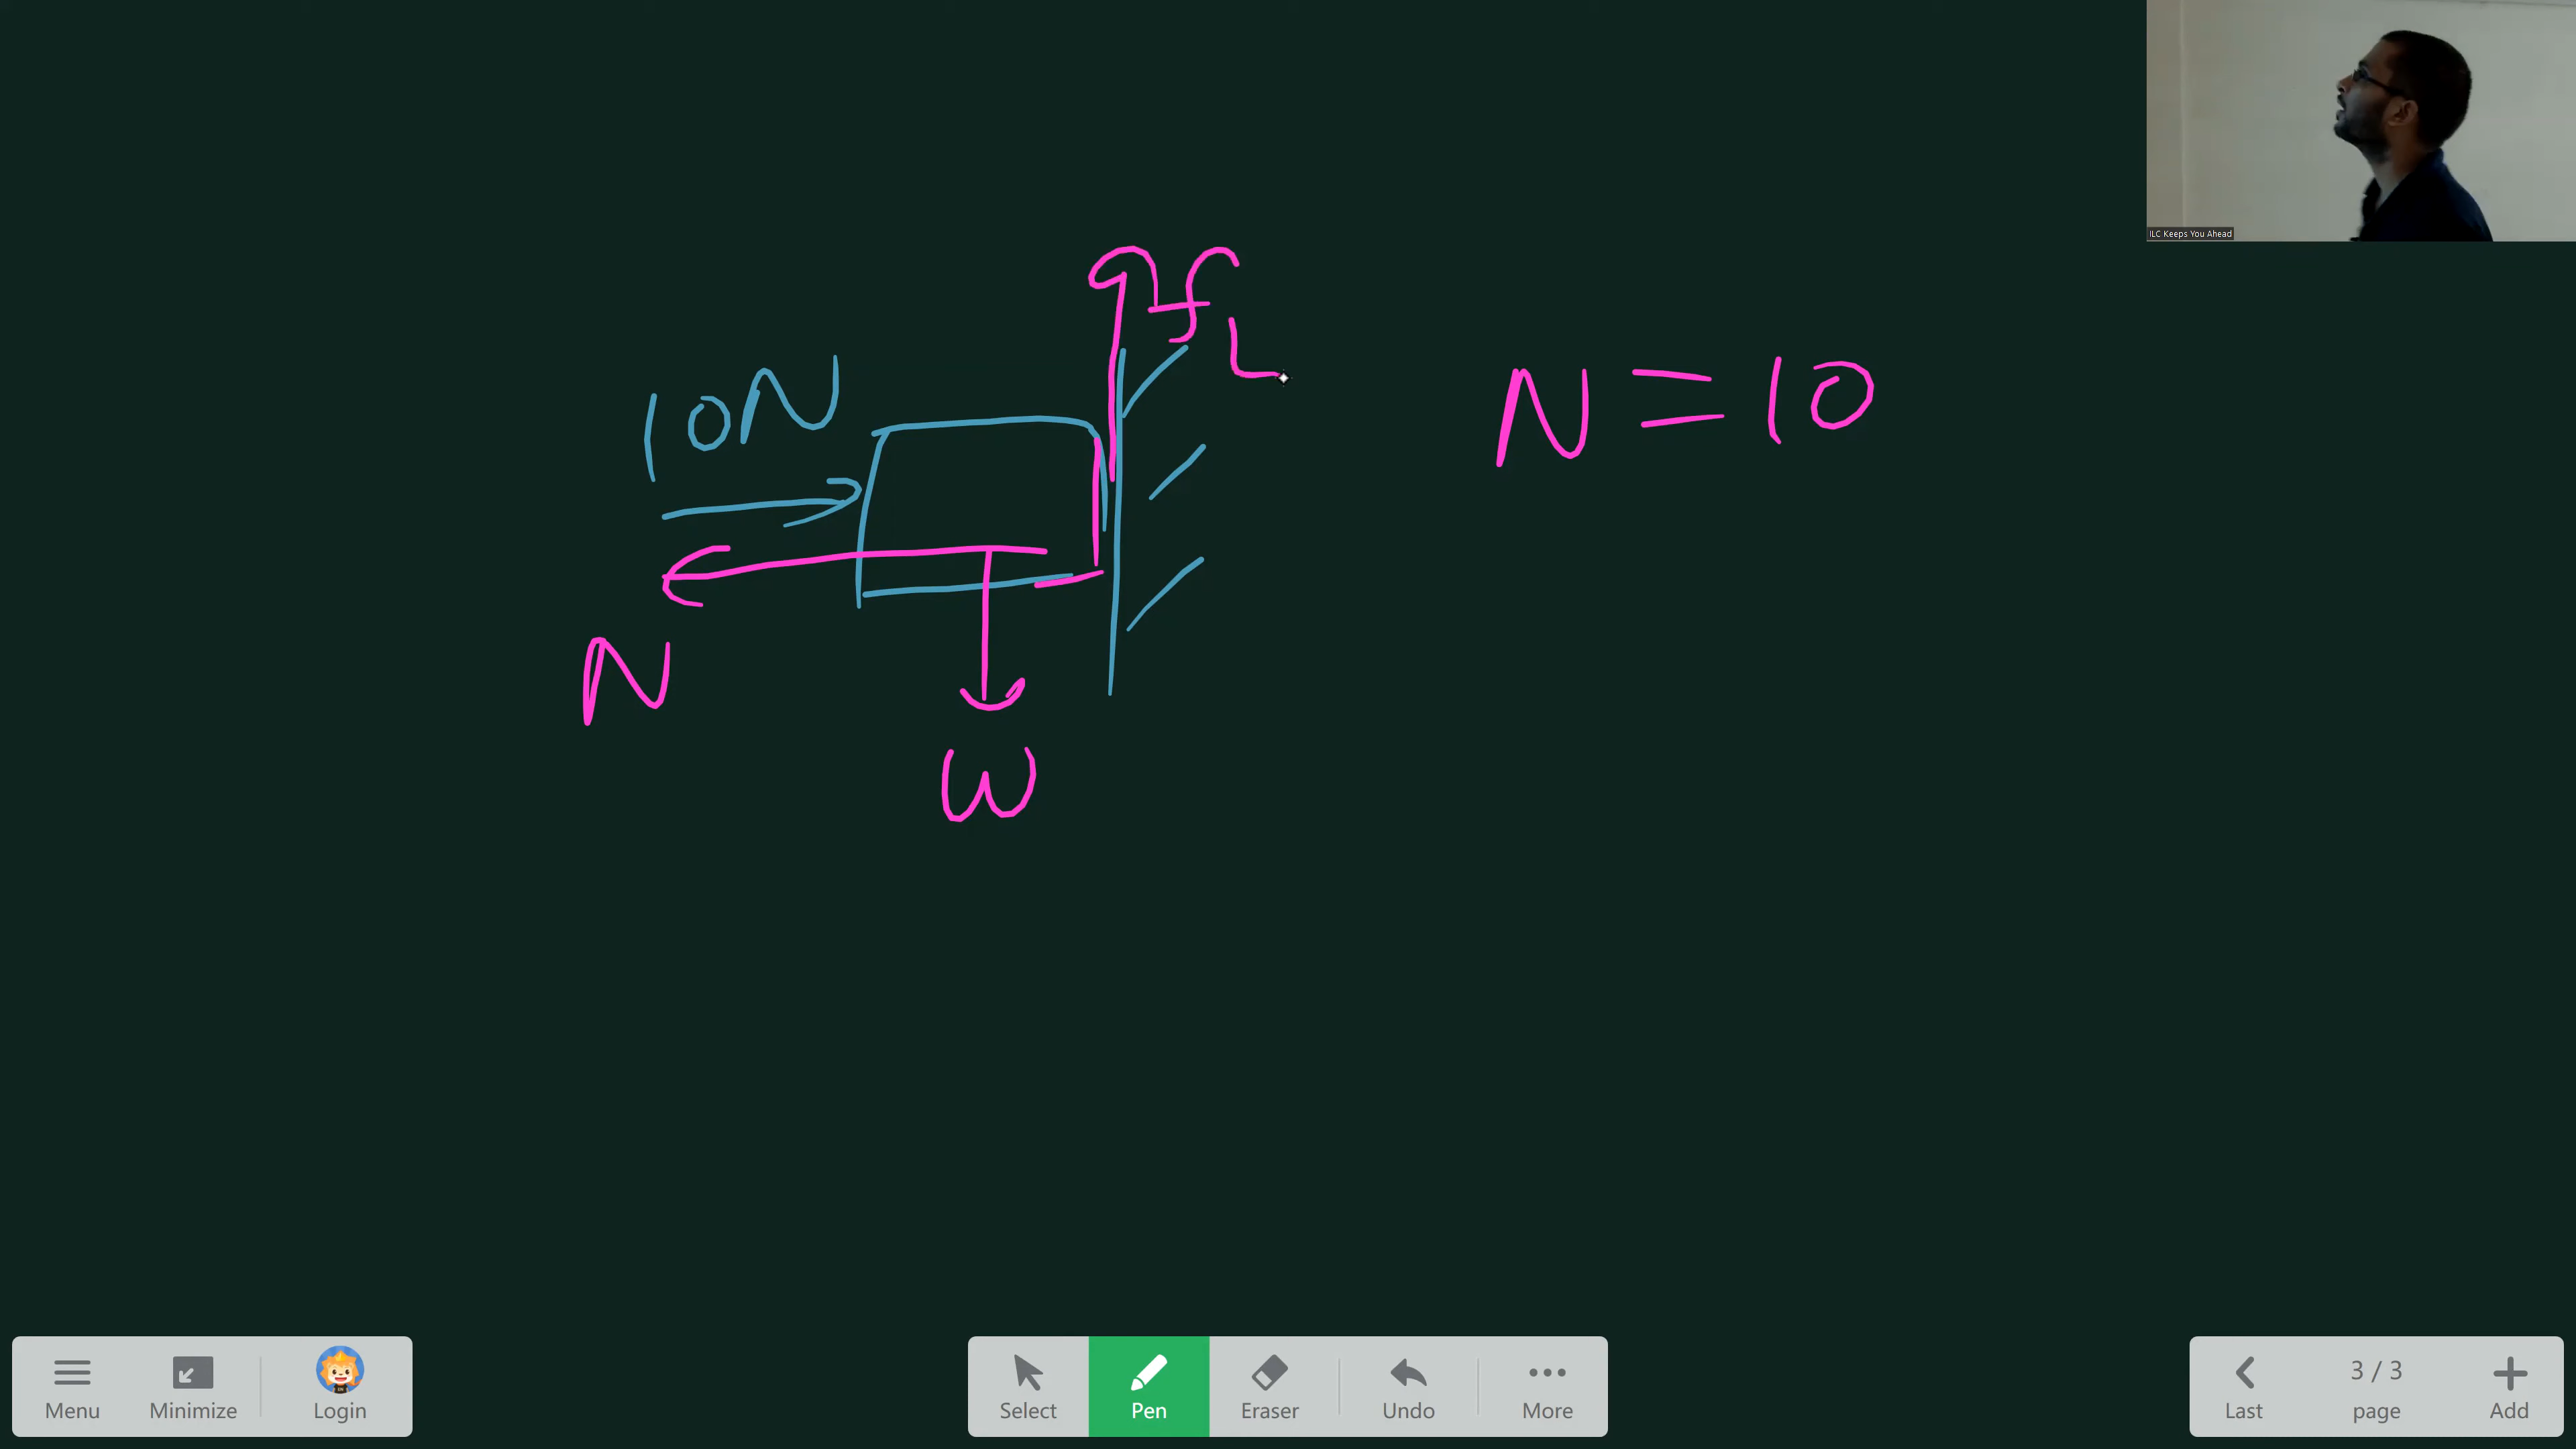 ILC Keeps You Ahead
f
L
10N
N = 10
N
W
Menu
Minimize
Login
Select
Pen
Eraser
Undo
More
Last
3 / 3
page
Add